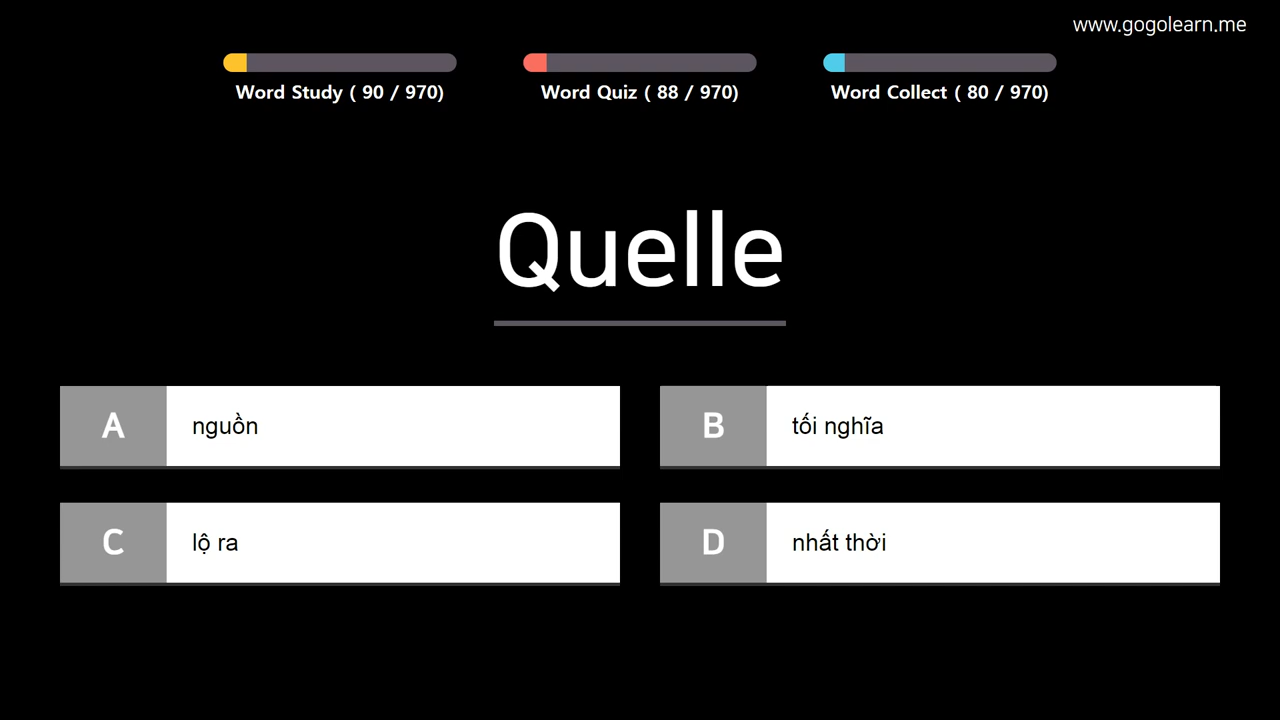 www.gogolearn.me
Word Study ( 90 / 970)
Word Quiz ( 88 / 970)
Word Collect ( 80 / 970)
Quelle
A nguồn
B tối nghĩa
C lộ ra
D nhất thời